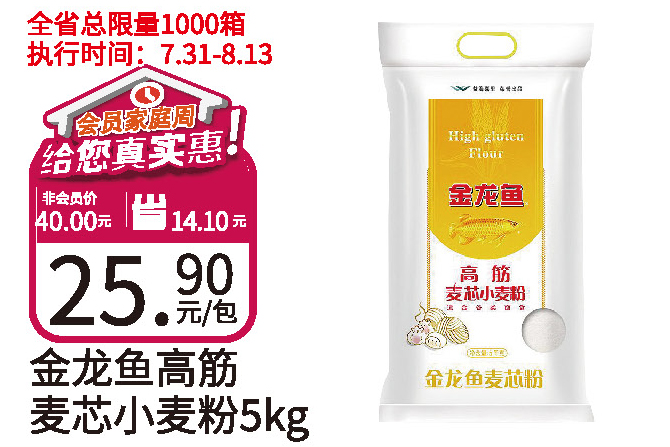 全省总限量1000箱
执行时间：7.31-8.13
会员家庭周
给您真实惠！
非会员价
40.00元
省 14.10元
25.90
元/包
金龙鱼高筋
麦芯小麦粉5kg
High gluten
Flour
金龙鱼
高筋
麦芯小麦粉
金龙鱼麦芯粉